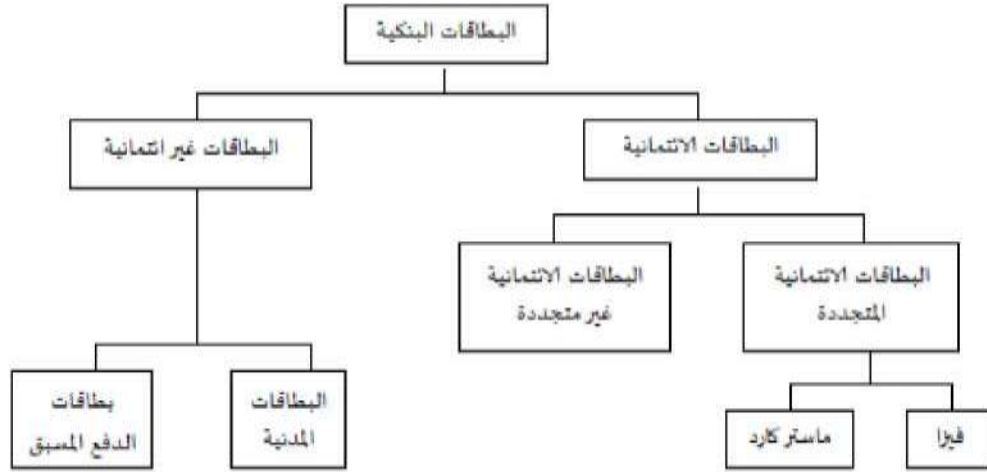 البطاقات البنكية
البطاقات الائتمانية
البطاقات غير ائتمانية
البطاقات الائتمانية
المتجددة
البطاقات الائتمانية
غير متجددة
فيزا
ماستر كارد
البطاقات
المدنية
بطاقات
الدفع المسبق